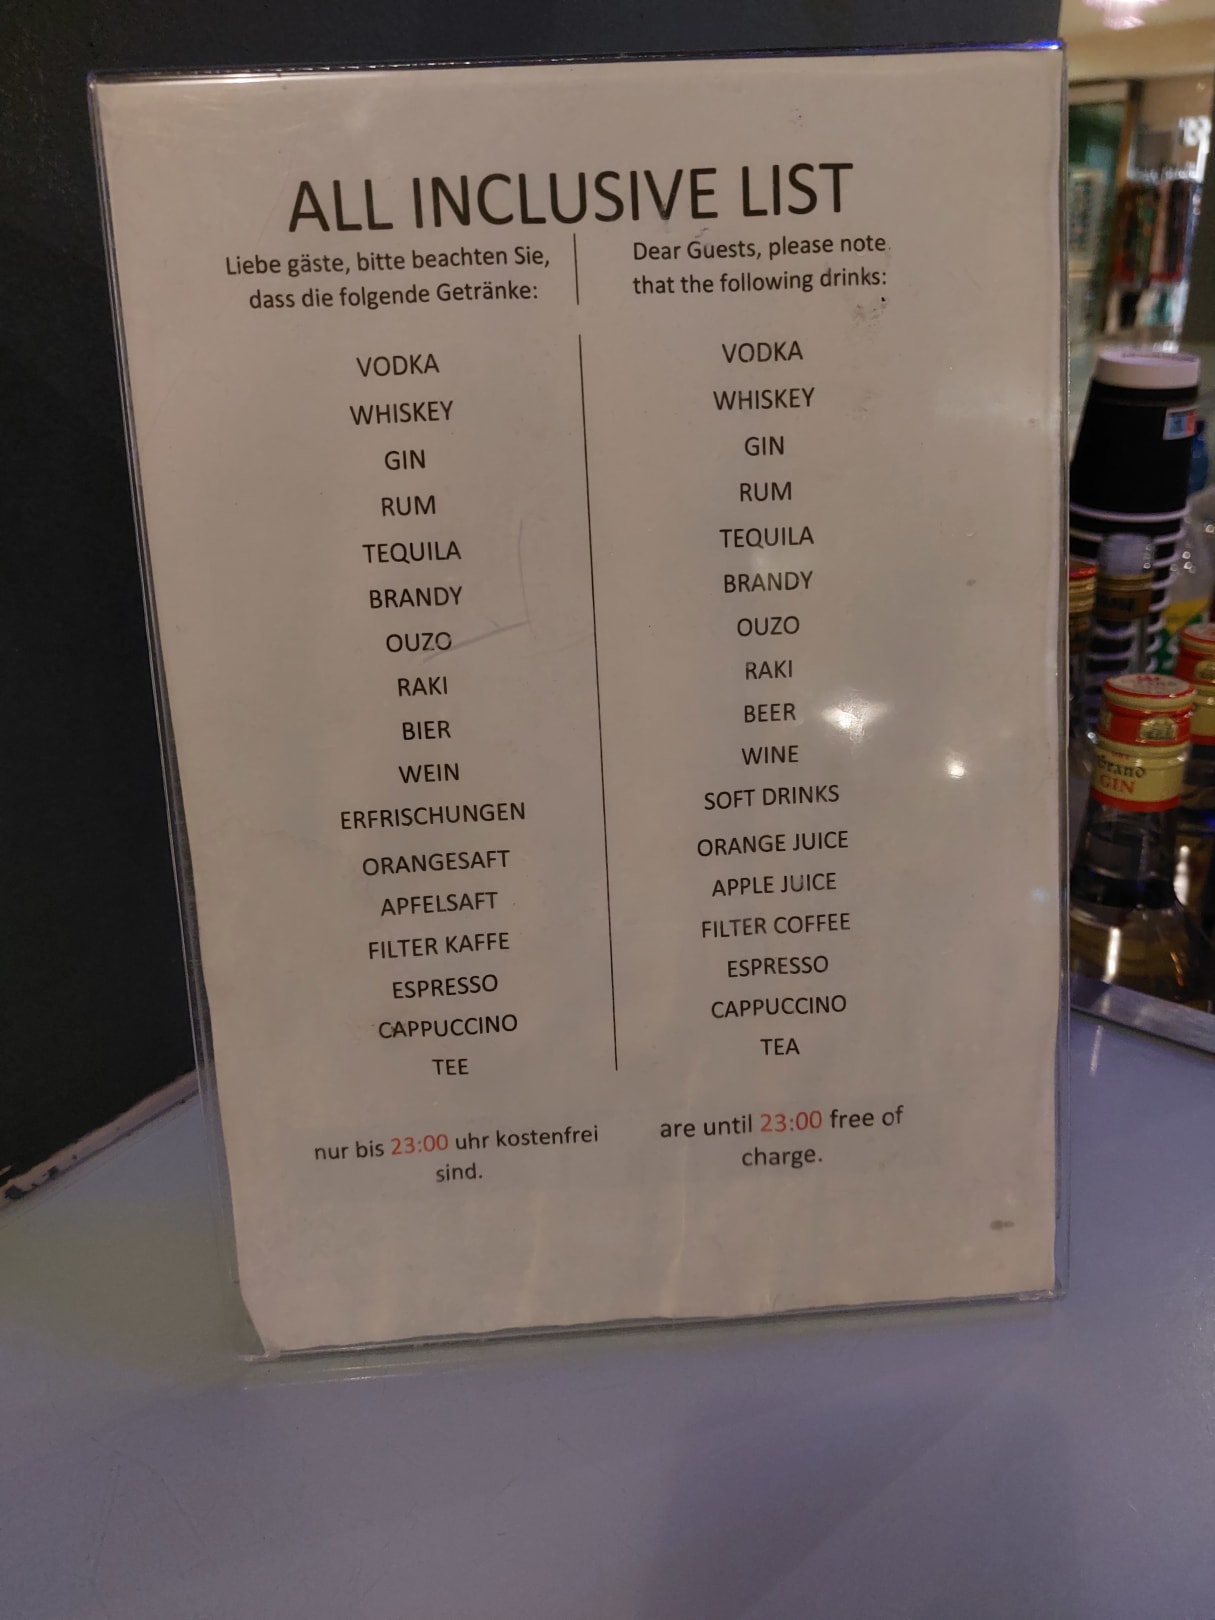 ALL INCLUSIVE LIST
Liebe gäste, bitte beachten Sie,
dass die folgende Getränke:
VODKA
WHISKEY
GIN
RUM
TEQUILA
BRANDY
OUZO
RAKI
BIER
WEIN
ERFRISCHUNGEN
ORANGESAFT
APFELSAFT
FILTER KAFFE
ESPRESSO
CAPPUCCINO
TEE
nur bis 23:00 uhr kostenfrei
sind.
Dear Guests, please note
that the following drinks:
VODKA
WHISKEY
GIN
RUM
TEQUILA
BRANDY
OUZO
RAKI
BEER
WINE
SOFT DRINKS
ORANGE JUICE
APPLE JUICE
FILTER COFFEE
ESPRESSO
CAPPUCCINO
TEA
are until 23:00 free of
charge.
Grand
GIN